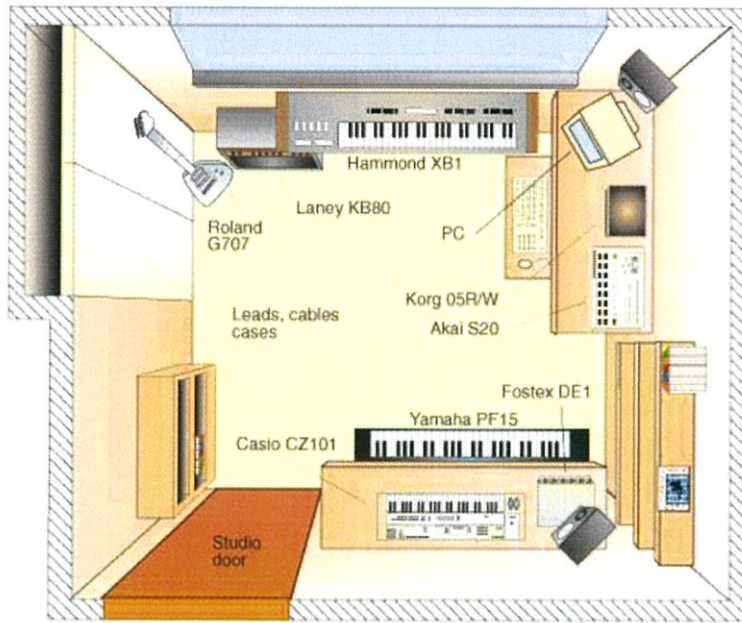 Hammond XB1
Laney KB80
Roland
G707
PC
Korg 05R/W
Akai S20
Leads, cables
cases
Fostex DE1
Yamaha PF15
Casio CZ101
Studio
door